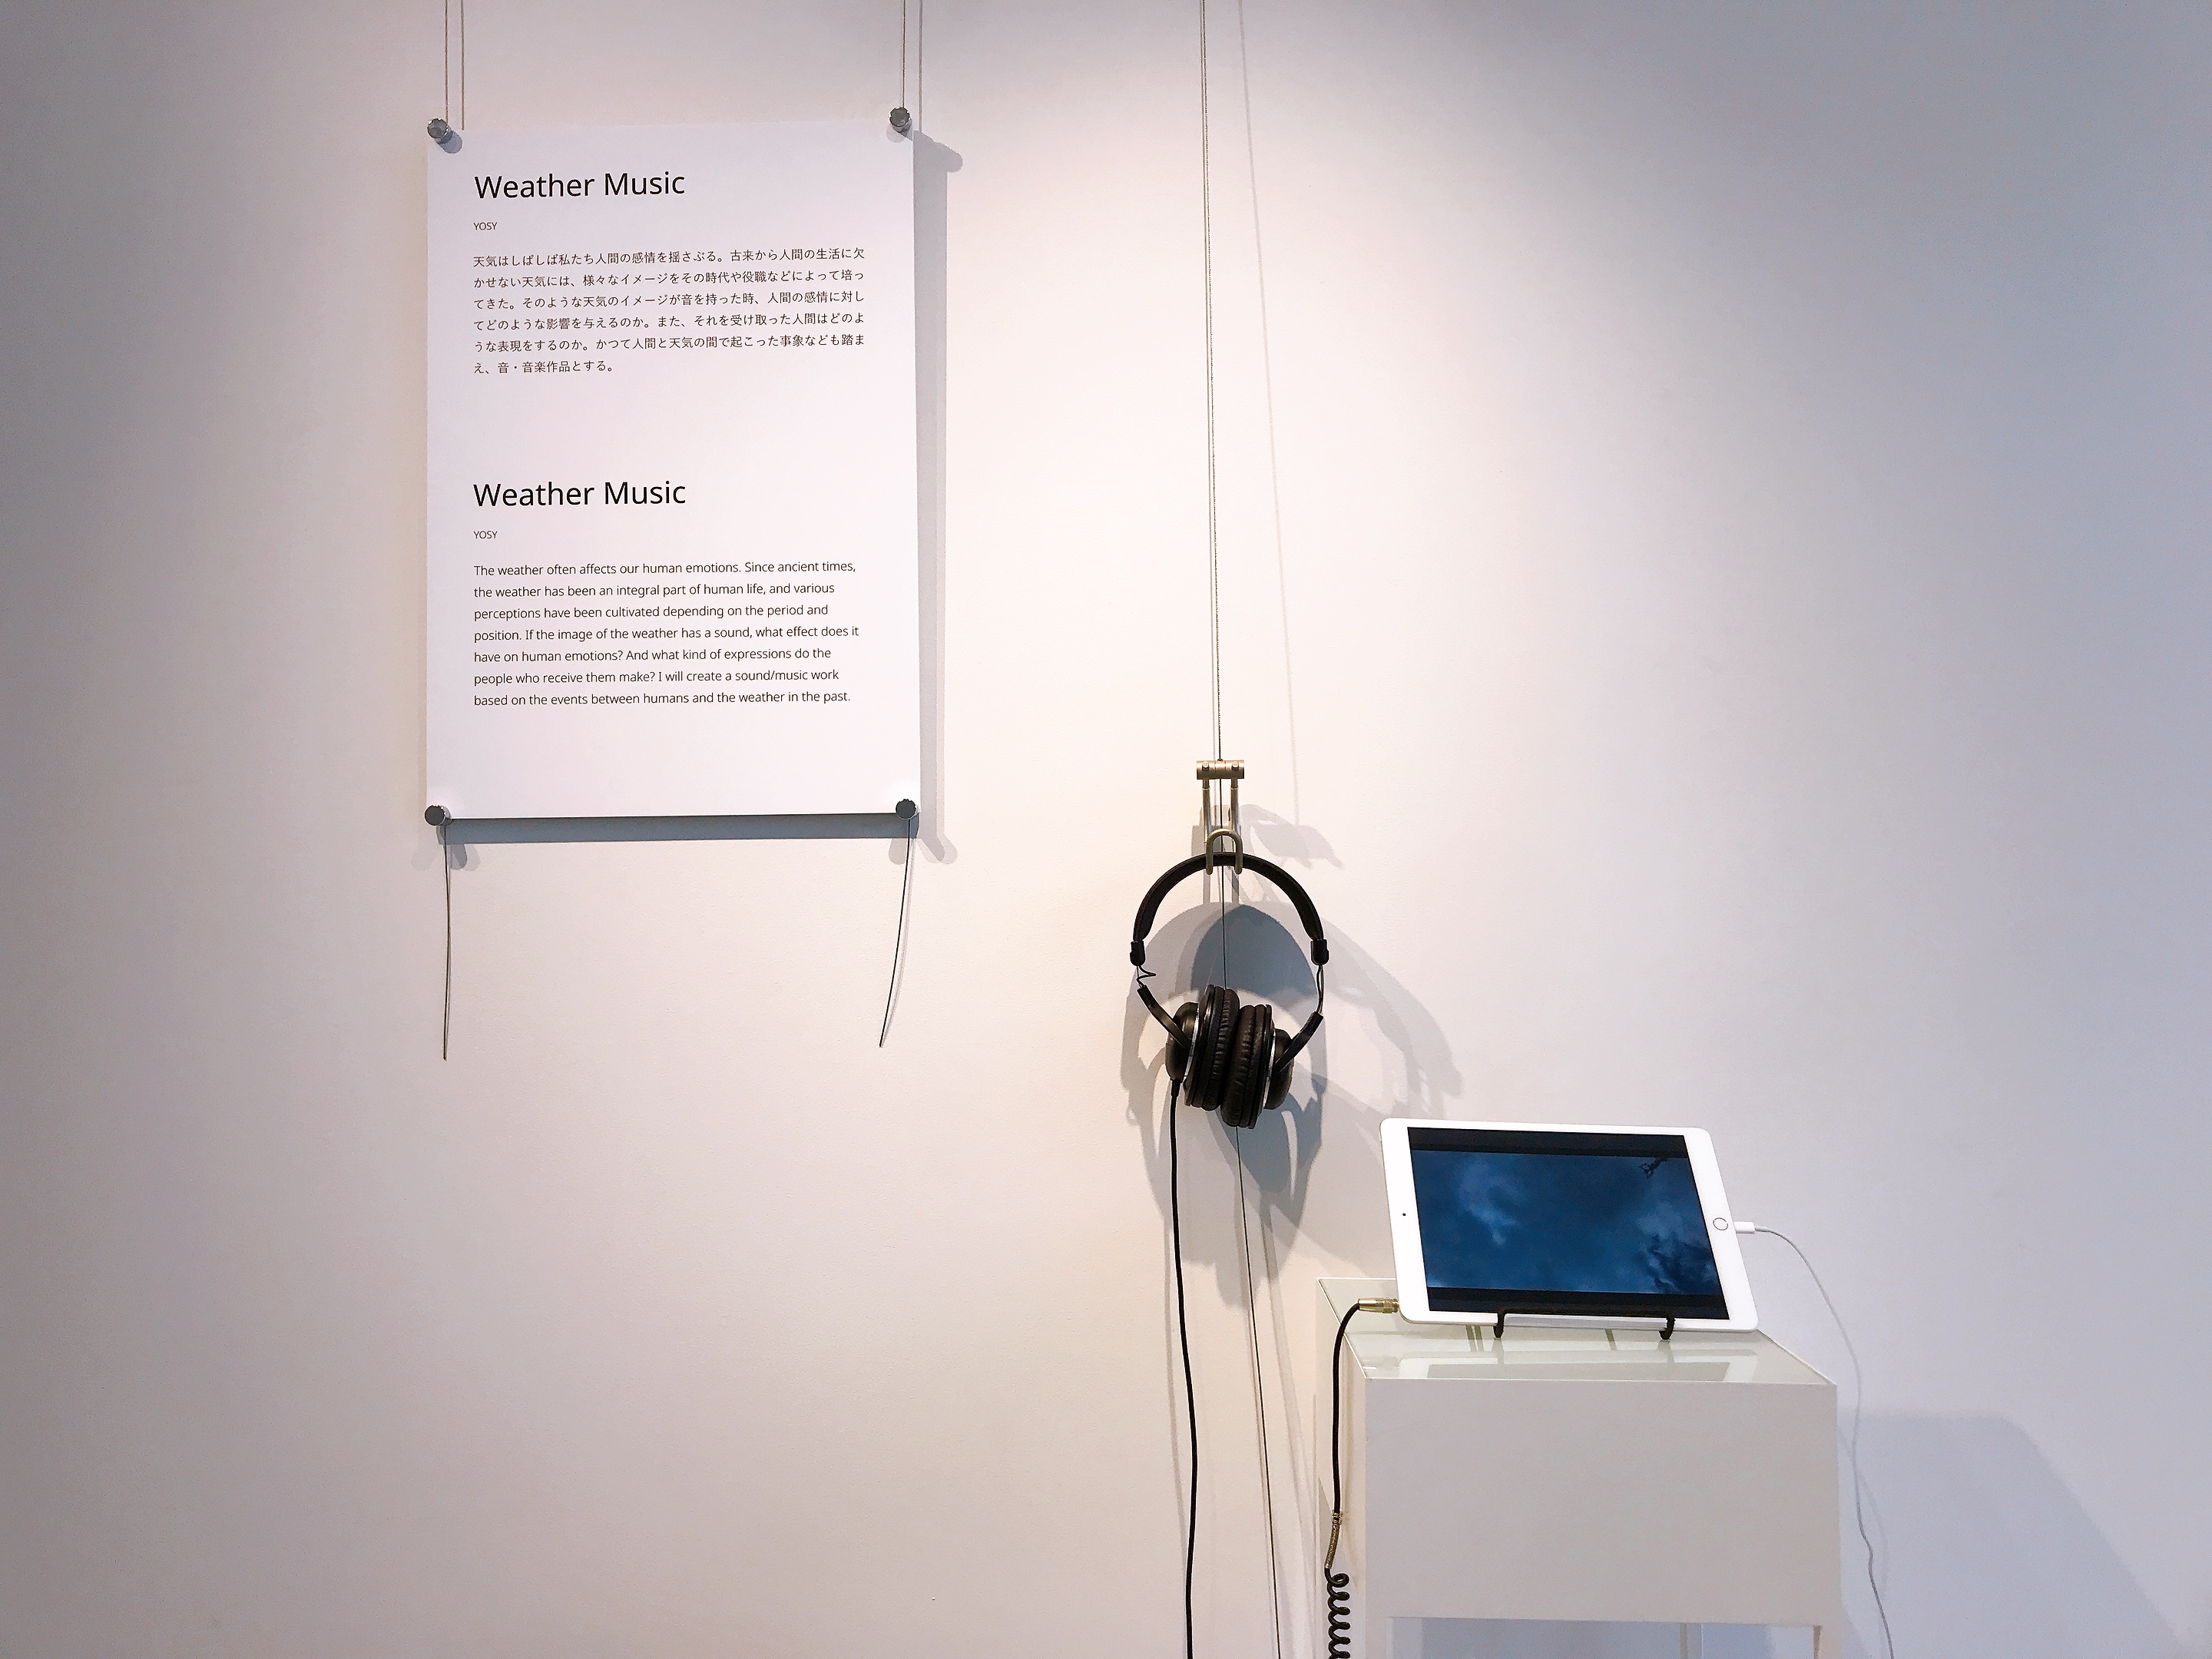 Weather Music
YOSY
天気はしばしば私たち人間の感情を揺さぶる。古来から人間の生活に欠
かせない天気には、様々なイメージをその時代や役職などによって培っ
てきた。そのような天気のイメージが音を持った時、人間の感情に対し
てどのような影響を与えるのか。また、それを受け取った人間はどのよ
うな表現をするのか。かつて人間と天気の間で起こった事象なども踏ま
え、音・音楽作品とする。
Weather Music
YOSY
The weather often affects our human emotions. Since ancient times,
the weather has been an integral part of human life, and various
perceptions have been cultivated depending on the period and
position. If the image of the weather has a sound, what effect does it
have on human emotions? And what kind of expressions do the
people who receive them make? I will create a sound/music work
based on the events between humans and the weather in the past.